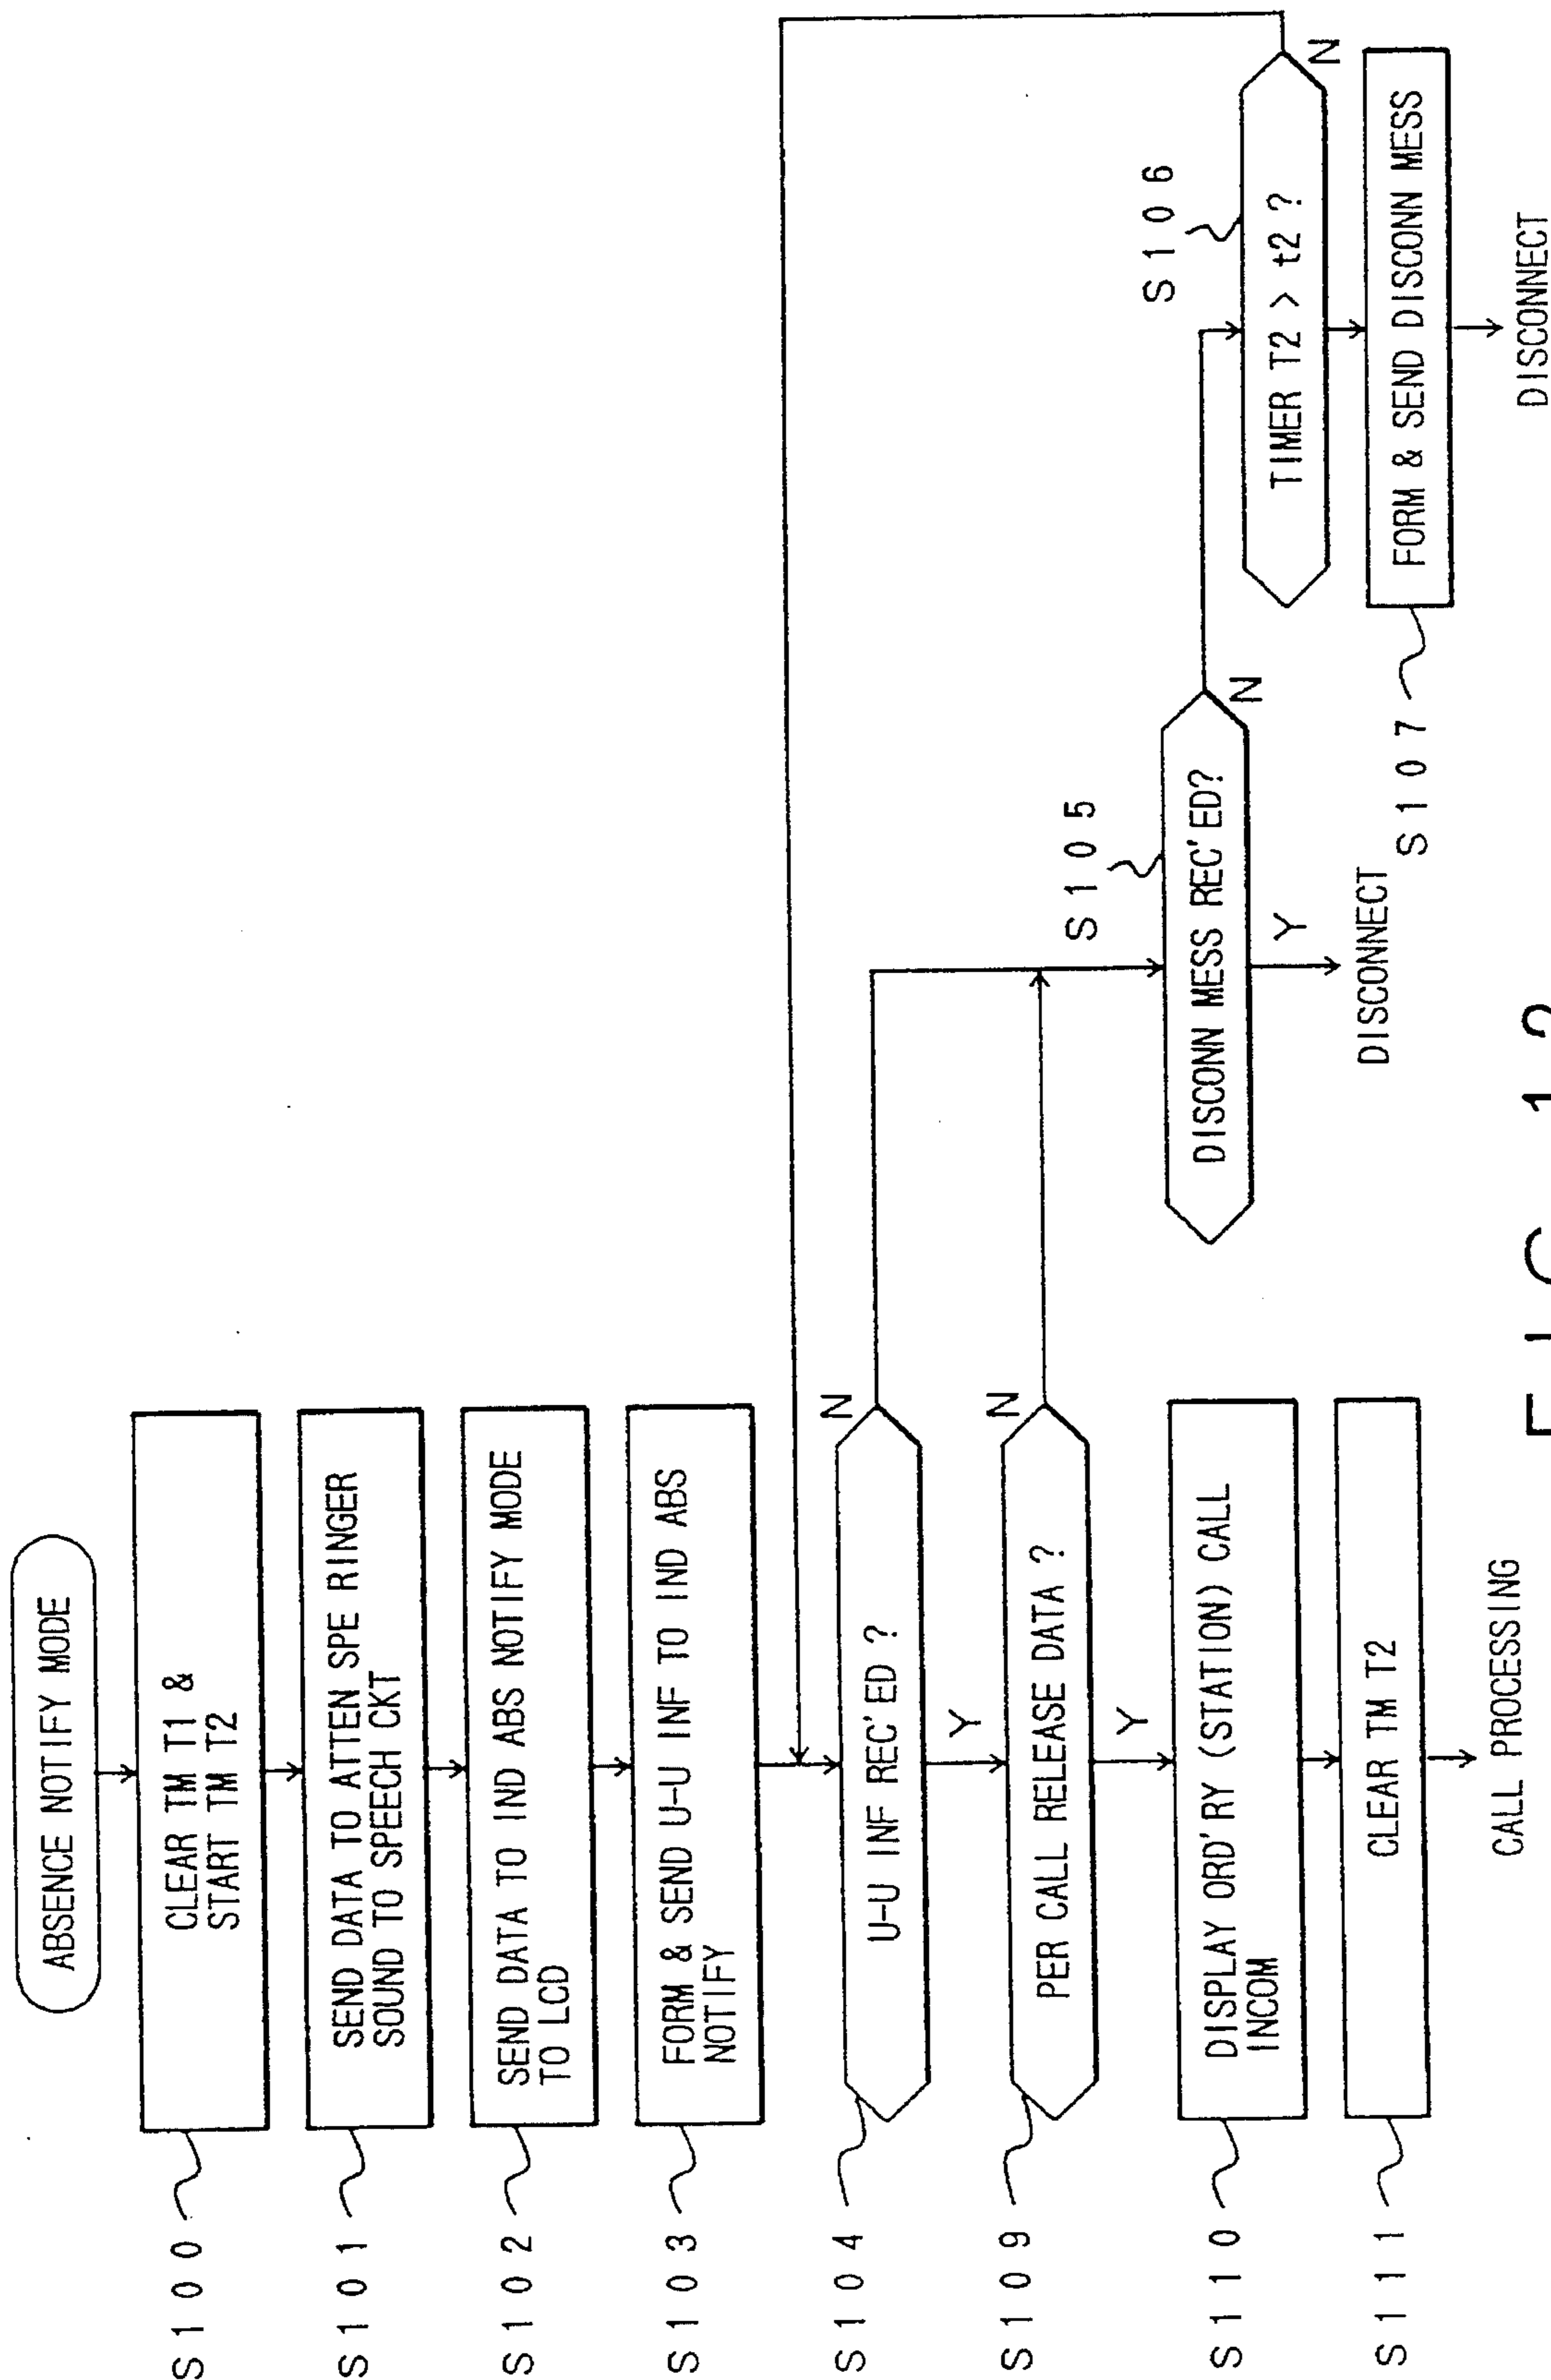 ABSENCE NOTIFY MODE
S100
CLEAR TM T1 &
START TM T2
S101
SEND DATA TO ATTEN SPE RINGER
SOUND TO SPEECH CKT
S102
SEND DATA TO IND ABS NOTIFY MODE
TO LCD
S103
FORM & SEND U-U INF TO IND ABS
NOTIFY
S104
U-U INF REC'ED ?
N
Y
S109
PER CALL RELEASE DATA ?
N
Y
S110
DISPLAY ORD'RY (STATION) CALL
INCOM
S111
CLEAR TM T2
CALL PROCESSING
S105
DISCONN MESS REC'ED?
N
Y
DISCONNECT
S106
TIMER T2 > t2 ?
N
S107
FORM & SEND DISCONN MESS
DISCONNECT